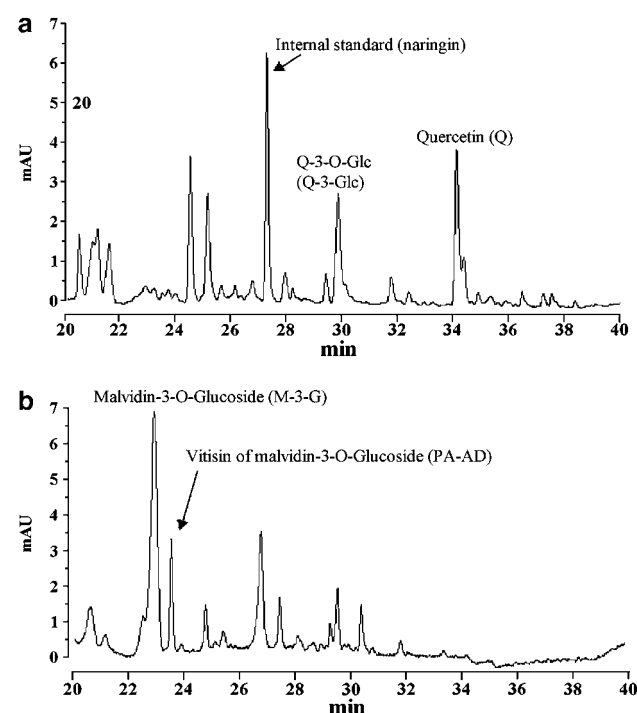 a
7
6
5
4
3
2
1
0
mAU
20
Internal standard (naringin)
Q-3-O-Glc
(Q-3-Glc)
Quercetin (Q)
20 22 24 26 28 30 32 34 36 38 40
min
b
Malvidin-3-O-Glucoside (M-3-G)
7
6
5
4
3
2
1
0
mAU
Vitisin of malvidin-3-O-Glucoside (PA-AD)
20 22 24 26 28 30 32 34 36 38 40
min